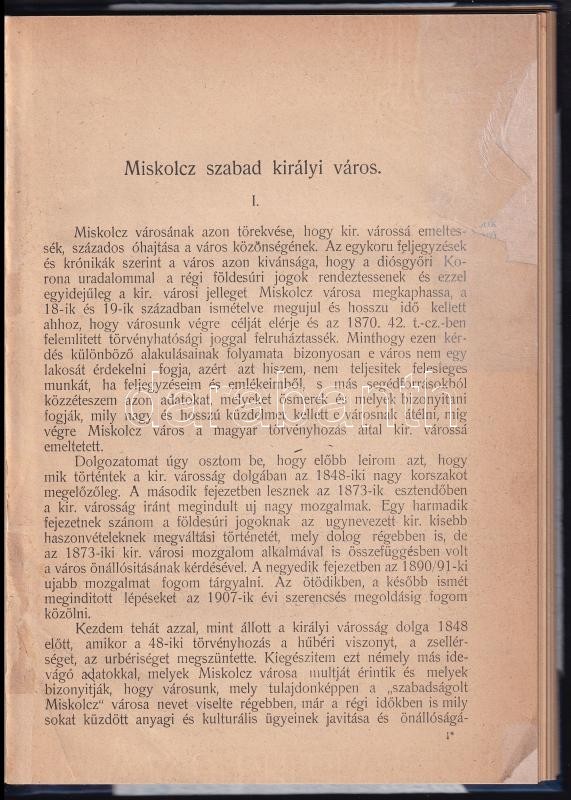 Miskolcz szabad királyi város.
I.
Miskolcz városának azon törekvése, hogy kir. várossá emeltes-
sék, százados óhajtása a város közönségének. Az egykoru feljegyzések
és krónikák szerint a város azon kivánsága, hogy a diósgyőri Ko-
rona uradalommal a régi földesúri jogok rendeztessenek és ezzel
egyidejűleg a kir. városi jelleget Miskolcz városa megkaphassa, a
18-ik és 19-ik században ismételve megujul és hosszu idő kellett
ahhoz, hogy városunk végre célját elérje és az 1870. 42. t.-cz.-ben
felemlitett törvényhatósági joggal felruháztassék. Minthogy ezen kér-
dés különböző alakulásainak folyamata bizonyosan e város nem egy
lakosát érdekelni fogja, azért azt hiszem, nem teljesitek felesleges
munkát, ha feljegyzéseim és emlékeimből, s más segédforrásokból
közzéteszem azon adatokat, melyeket ösmerek és melyek bizonyitani
fogják, mily nagy és hosszú küzdelmet kellett e városnak átélni, mig
végre Miskolcz város a magyar törvényhozás által kir. várossá
emeltetett.
Dolgozatomat úgy osztom be, hogy előbb leirom azt, hogy
mik történtek a kir. városság dolgában az 1848-iki nagy korszakot
megelőzőleg. A második fejezetben lesznek az 1873-ik esztendőben
a kir. városság iránt megindult uj nagy mozgalmak. Egy harmadik
fejezetnek szánom a földesúri jogoknak az ugynevezett kir. kisebb
haszonvételeknek megváltási történetét, mely dolog régebben is, de
az 1873-iki kir. városi mozgalom alkalmával is összefüggésben volt
a város önállósitásának kérdésével. A negyedik fejezetben az 1890/91-ki
ujabb mozgalmat fogom tárgyalni. Az ötödikben, a később ismét
meginditott lépéseket az 1907-ik évi szerencsés megoldásig fogom
közölni.
Kezdem tehát azzal, mint állott a királyi városság dolga 1848
előtt, amikor a 48-iki törvényhozás a hűbéri viszonyt, a zsellér-
séget, az urbériséget megszüntette. Kiegészitem ezt némely más ide-
vágó adatokkal, melyek Miskolcz városa multját érintik és melyek
bizonyitják, hogy városunk, mely tulajdonképpen a „szabadságolt
Miskolcz" városa nevet viselte régebben, már a régi időkben is mily
sokat küzdött anyagi és kulturális ügyeinek javitása és önállóságá-
1*
darabanth